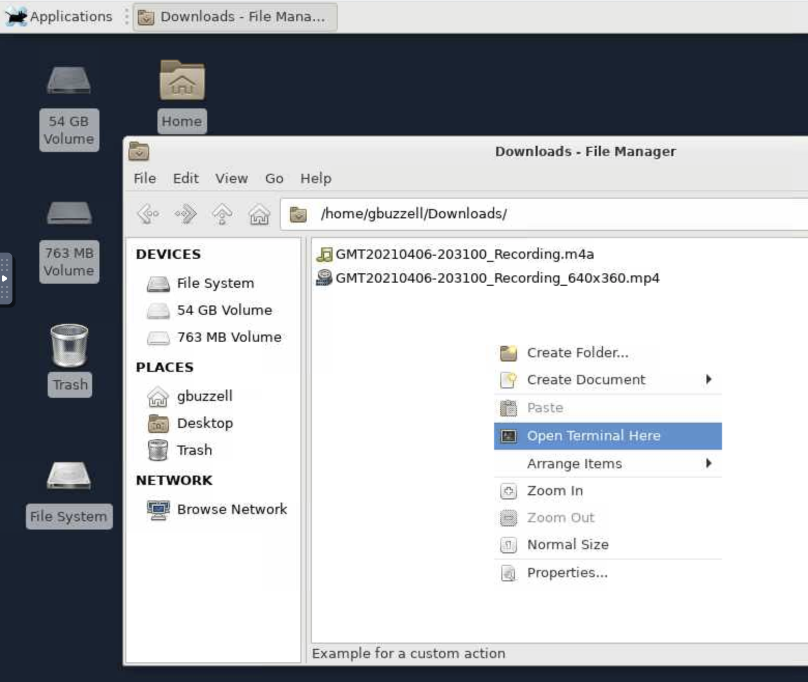 Applications
Downloads - File Mana...
54 GB
Volume
Home
763 MB
Volume
Trash
File System
Downloads - File Manager
File Edit View Go Help
/home/gbuzzell/Downloads/
DEVICES
File System
54 GB Volume
763 MB Volume
PLACES
gbuzzell
Desktop
Trash
NETWORK
Browse Network
GMT20210406-203100_Recording.m4a
GMT20210406-203100_Recording_640x360.mp4
Create Folder...
Create Document
Paste
Open Terminal Here
Arrange Items
Zoom In
Zoom Out
Normal Size
Properties...
Example for a custom action